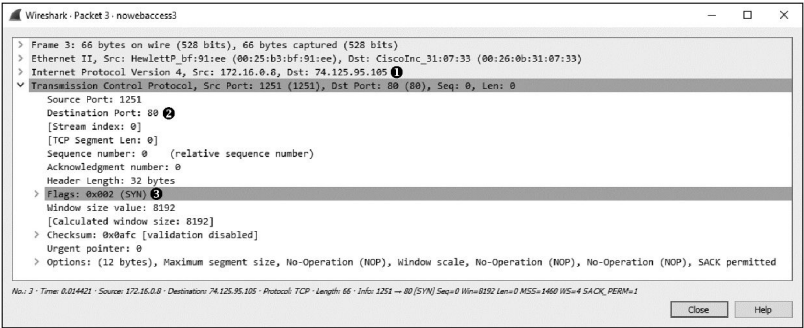 Wireshark · Packet 3 · nowebaccess3
> Frame 3: 66 bytes on wire (528 bits), 66 bytes captured (528 bits)
> Ethernet II, Src: HewlettP_bf:91:ee (00:25:b3:bf:91:ee), Dst: CiscoInc_31:07:33 (00:26:0b:31:07:33)
> Internet Protocol Version 4, Src: 172.16.0.8, Dst: 74.125.95.105 ❶
Transmission Control Protocol, Src Port: 1251 (1251), Dst Port: 80 (80), Seq: 0, Len: 0
Source Port: 1251
Destination Port: 80 ❷
[Stream index: 0]
[TCP Segment Len: 0]
Sequence number: 0 (relative sequence number)
Acknowledgment number: 0
Header Length: 32 bytes
> Flags: 0x002 (SYN) ❸
Window size value: 8192
[Calculated window size: 8192]
> Checksum: 0x0afc [validation disabled]
Urgent pointer: 0
> Options: (12 bytes), Maximum segment size, No-Operation (NOP), Window scale, No-Operation (NOP), No-Operation (NOP), SACK permitted
No.: 3 · Time: 0.014421 · Source: 172.16.0.8 · Destination: 74.125.95.105 · Protocol: TCP · Length: 66 · Info: 1251 → 80 [SYN] Seq=0 Win=8192 Len=0 MSS=1460 WS=4 SACK_PERM=1
Close
Help